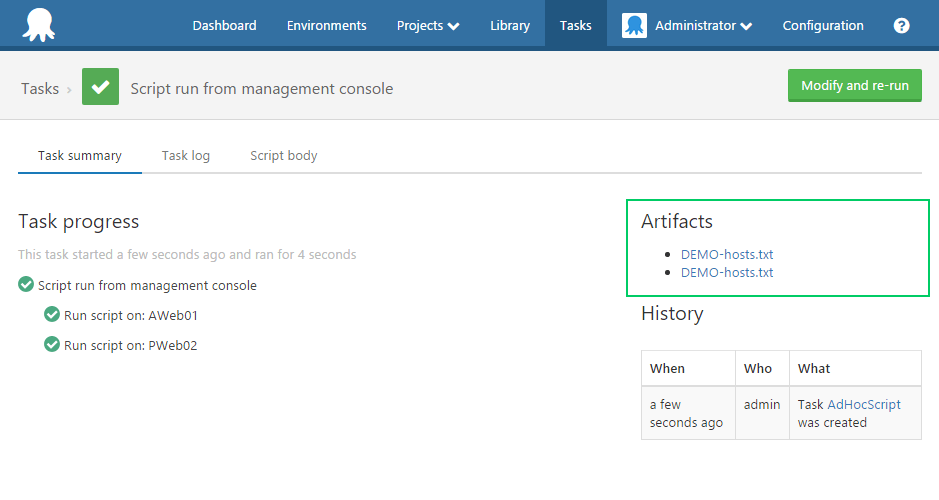 Dashboard Environments Projects Library Tasks Administrator Configuration ?
Tasks › Script run from management console Modify and re-run
Task summary Task log Script body
Task progress
This task started a few seconds ago and ran for 4 seconds
Script run from management console
Run script on: AWeb01
Run script on: PWeb02
Artifacts
DEMO-hosts.txt
DEMO-hosts.txt
History
When Who What
a few seconds ago admin Task AdHocScript was created